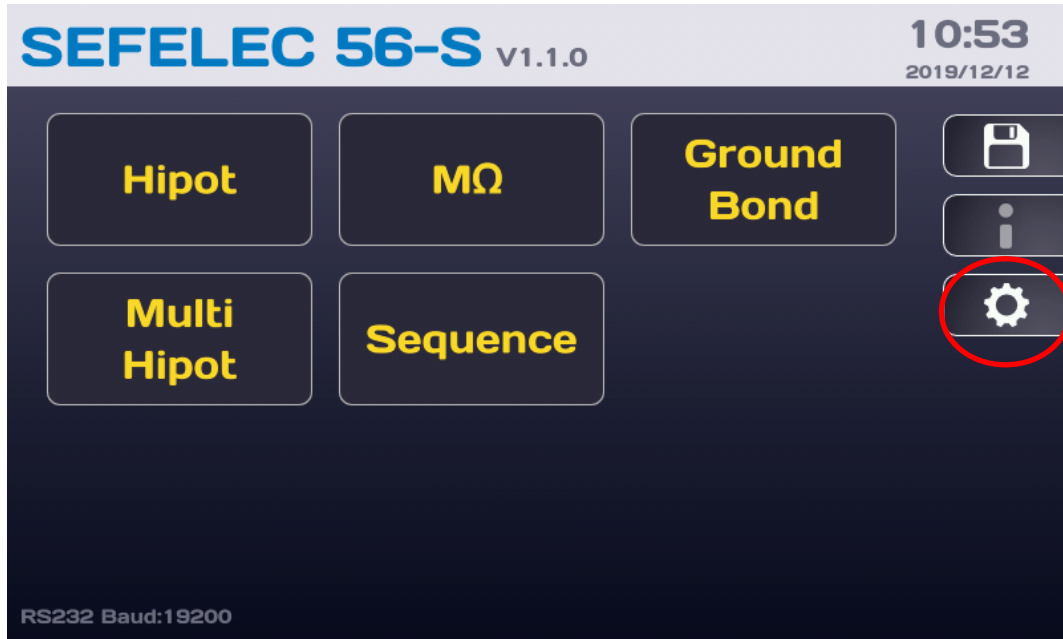 SEFELEC 56-S V1.1.0
10:53
2019/12/12
Hipot
MΩ
Ground
Bond
Multi
Hipot
Sequence
RS232 Baud:19200